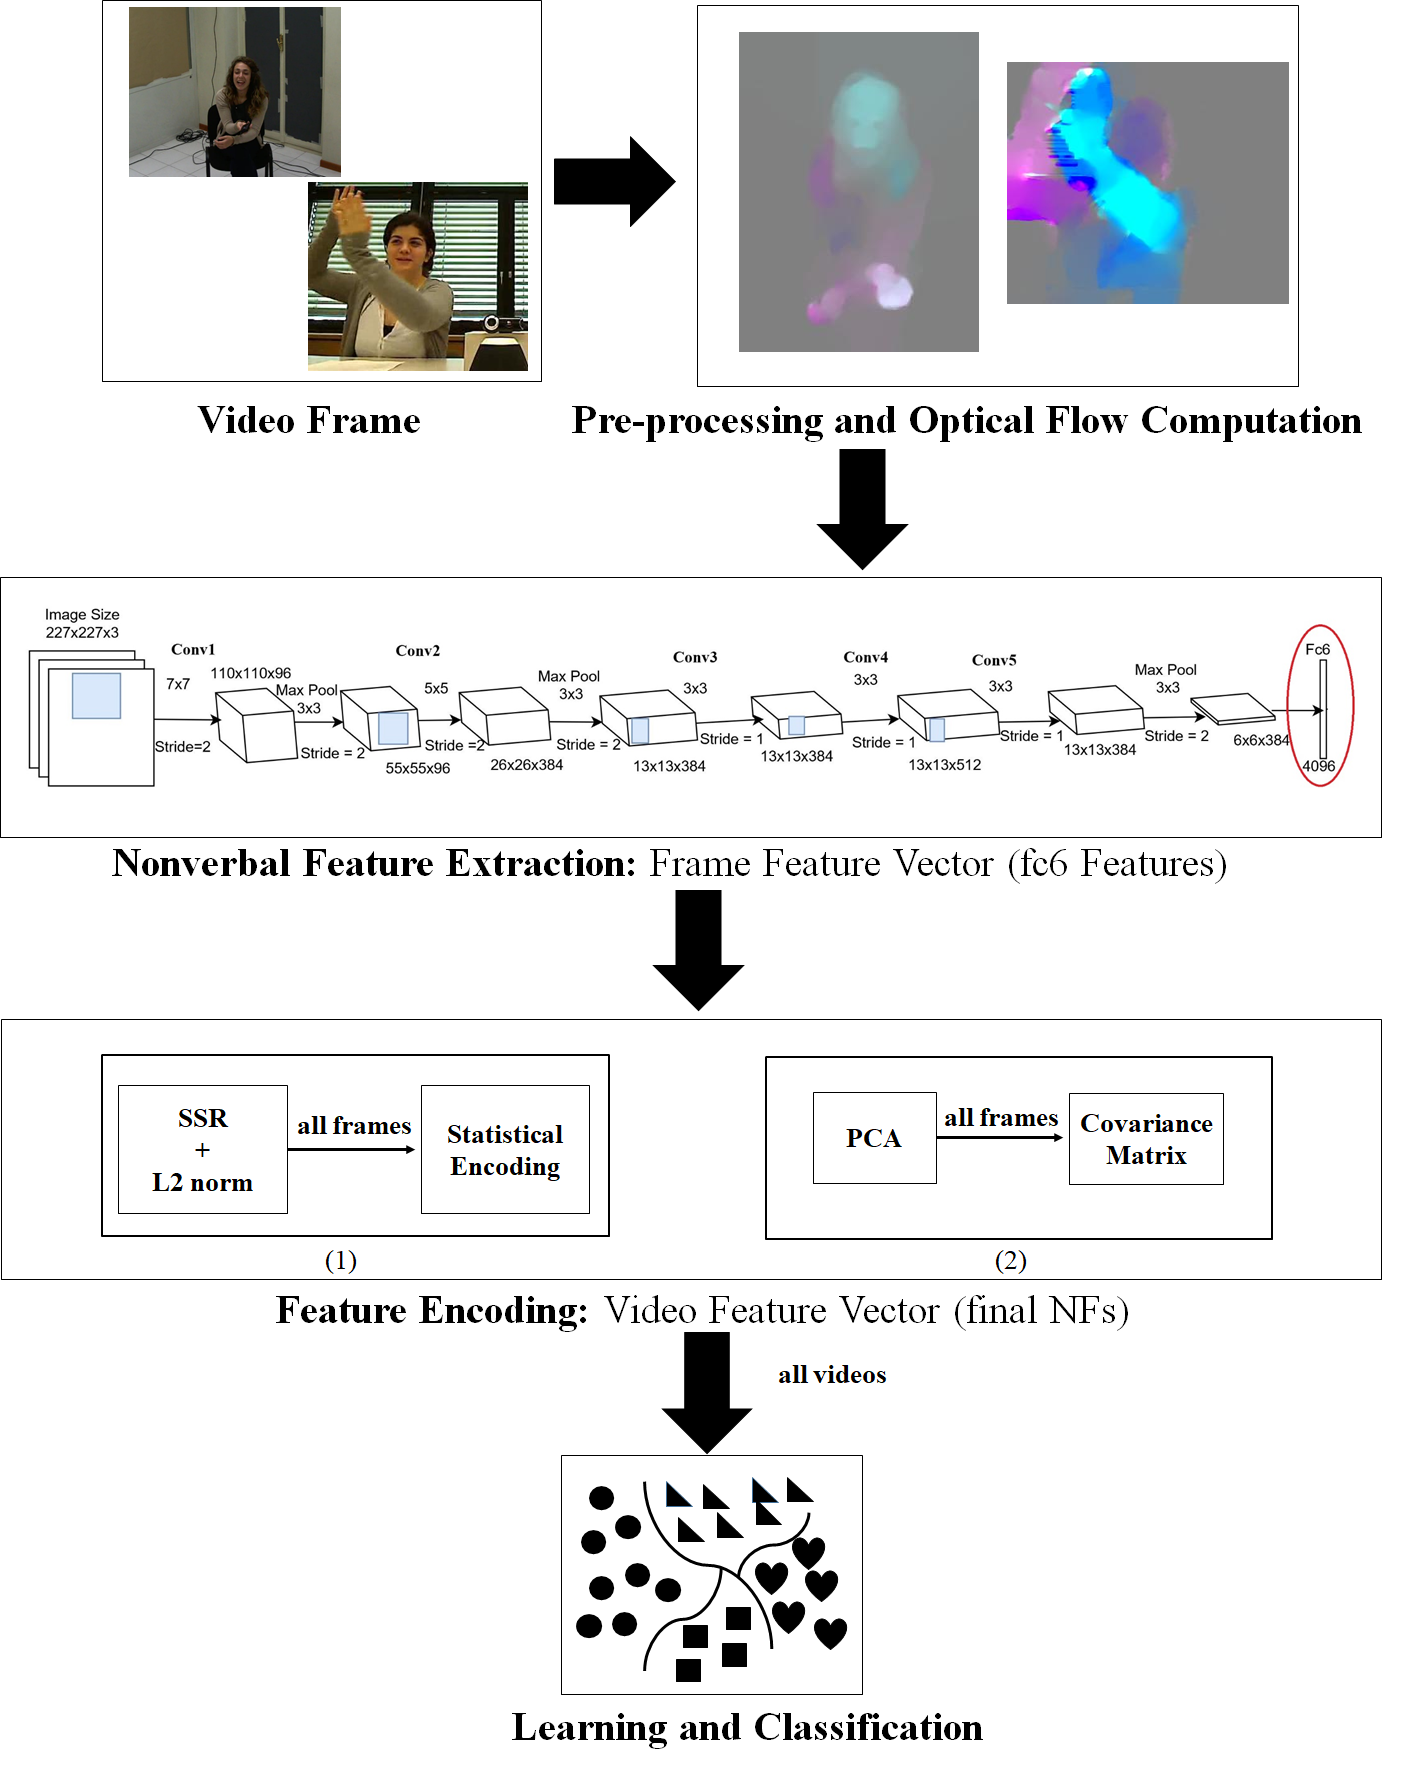 Video Frame
Pre-processing and Optical Flow Computation
Image Size
227x227x3
Conv1
7x7
Stride=2
110x110x96
Max Pool
3x3
Stride = 2
Conv2
55x55x96
5x5
Stride =2
26x26x384
Max Pool
3x3
Stride = 2
Conv3
13x13x384
3x3
Stride = 1
13x13x384
Conv4
3x3
Stride = 1
13x13x512
Conv5
3x3
Stride = 1
13x13x384
Max Pool
3x3
Stride = 2
6x6x384
Fc6
4096
Nonverbal Feature Extraction: Frame Feature Vector (fc6 Features)
SSR
+
L2 norm
all frames
Statistical
Encoding
(1)
PCA
all frames
Covariance
Matrix
(2)
Feature Encoding: Video Feature Vector (final NFs)
all videos
Learning and Classification